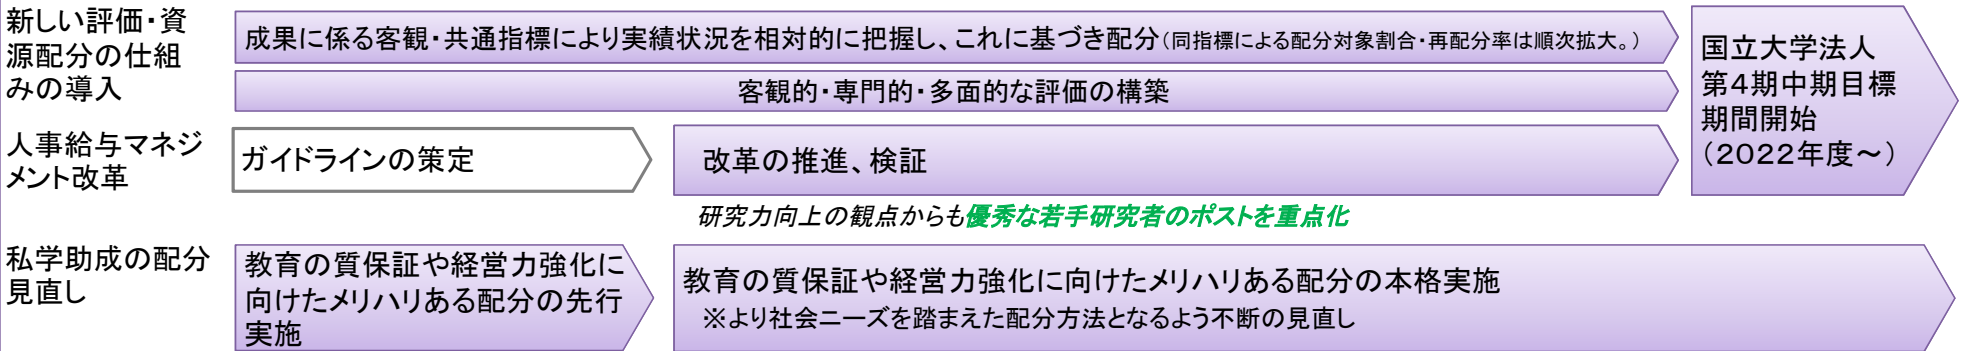 新しい評価・資
源配分の仕組
みの導入
成果に係る客観・共通指標により実績状況を相対的に把握し、これに基づき配分(同指標による配分対象割合・再配分率は順次拡大。)
客観的・専門的・多面的な評価の構築
国立大学法人
第4期中期目標
期間開始
(2022年度~)
人事給与マネジ
メント改革
ガイドラインの策定
改革の推進、検証
研究力向上の観点からも優秀な若手研究者のポストを重点化
私学助成の配分
見直し
教育の質保証や経営力強化に
向けたメリハリある配分の先行
実施
教育の質保証や経営力強化に向けたメリハリある配分の本格実施
※より社会ニーズを踏まえた配分方法となるよう不断の見直し